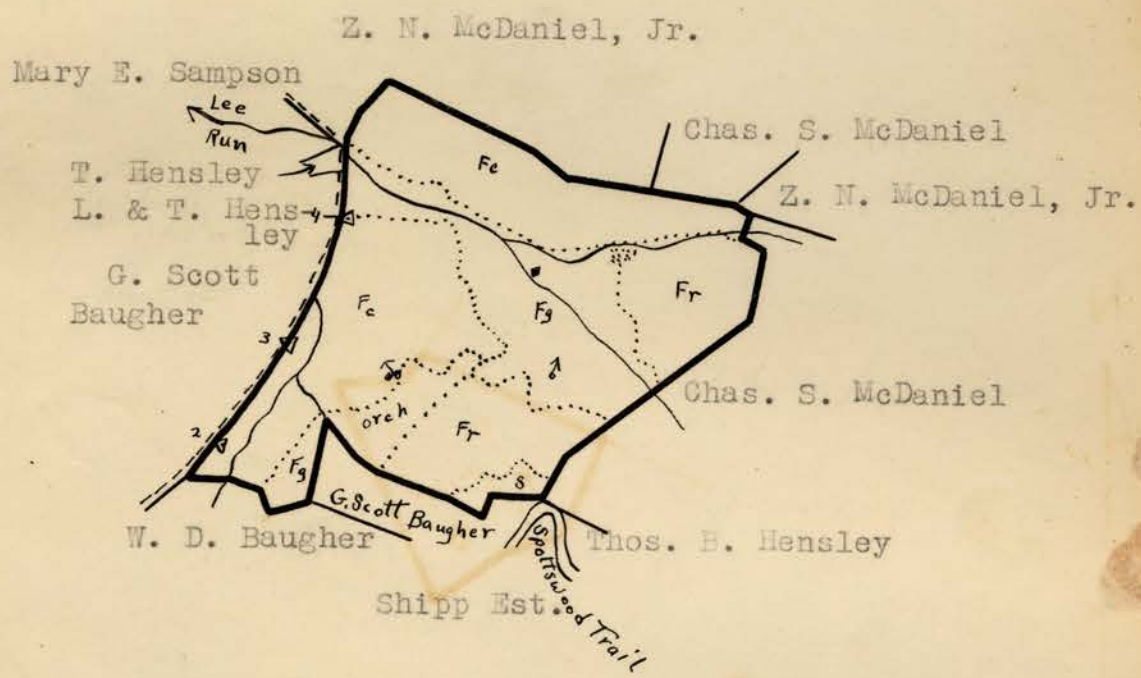 Z. N. McDaniel, Jr.
Mary E. Sampson
Lee
Run
Chas. S. McDaniel
Fc
T. Hensley
Z. N. McDaniel, Jr.
L. & T. Hens-
ley
4
G. Scott
Baugher
Fc
Fg
Fr
3
Chas. S. McDaniel
orch
Fr
2
Fg
S
G. Scott Baugher
W. D. Baugher
Thos. B. Hensley
Spottswood Trail
Shipp Est.